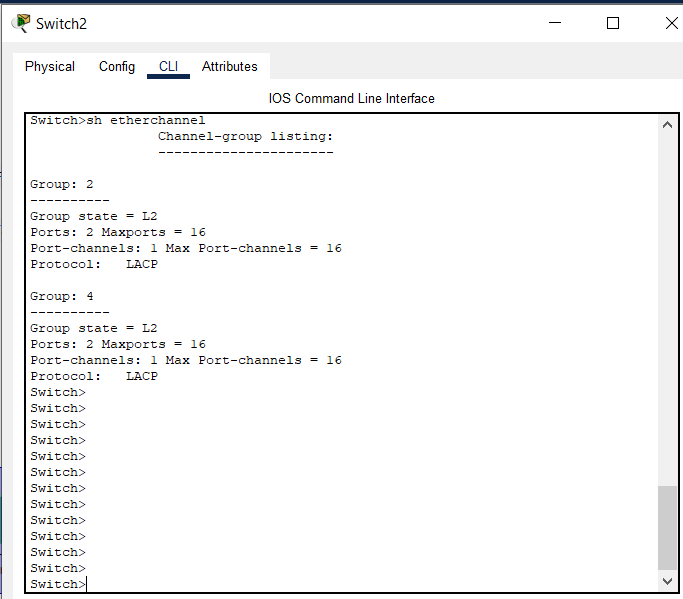 Switch2
Physical Config CLI Attributes
IOS Command Line Interface
Switch>sh etherchannel
Channel-group listing:
----------------------
Group: 2
----------
Group state = L2
Ports: 2 Maxports = 16
Port-channels: 1 Max Port-channels = 16
Protocol: LACP
Group: 4
----------
Group state = L2
Ports: 2 Maxports = 16
Port-channels: 1 Max Port-channels = 16
Protocol: LACP
Switch>
Switch>
Switch>
Switch>
Switch>
Switch>
Switch>
Switch>
Switch>
Switch>
Switch>
Switch>
Switch>